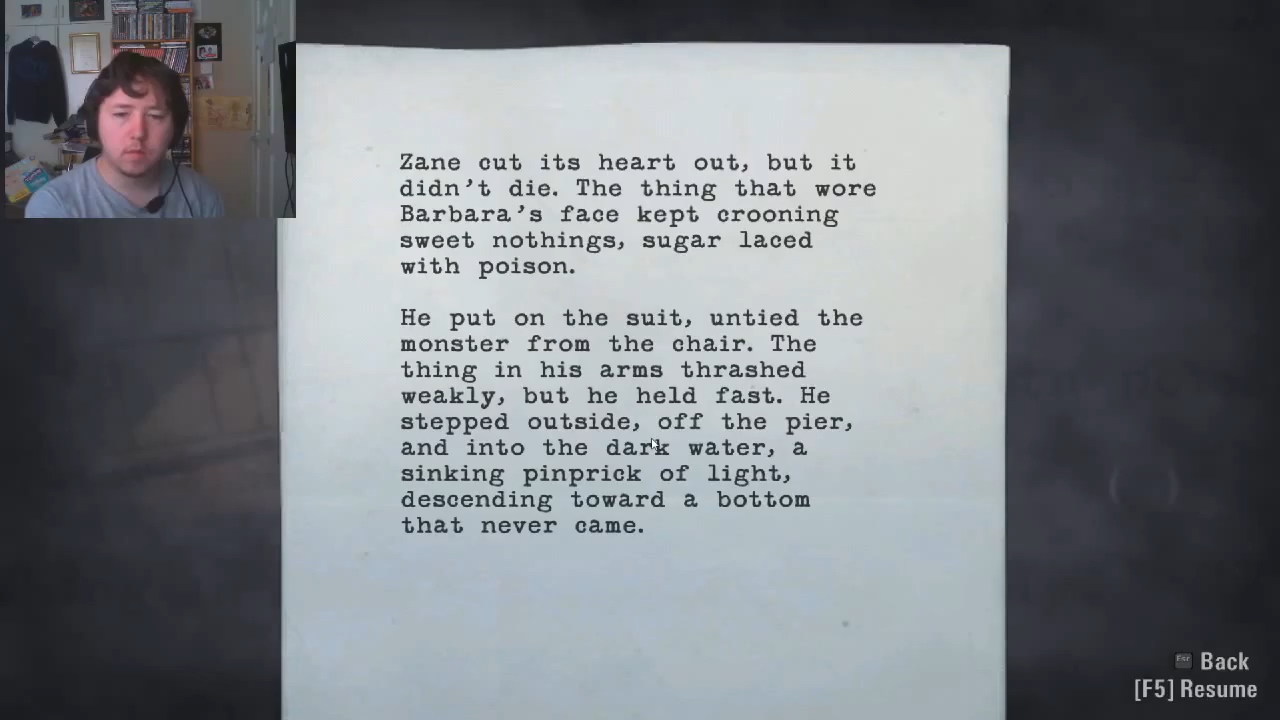 Zane cut its heart out, but it
didn't die. The thing that wore
Barbara's face kept crooning
sweet nothings, sugar laced
with poison.
He put on the suit, untied the
monster from the chair. The
thing in his arms thrashed
weakly, but he held fast. He
stepped outside, off the pier,
and into the dark water, a
sinking pinprick of light,
descending toward a bottom
that never came.
Esc Back
[F5] Resume